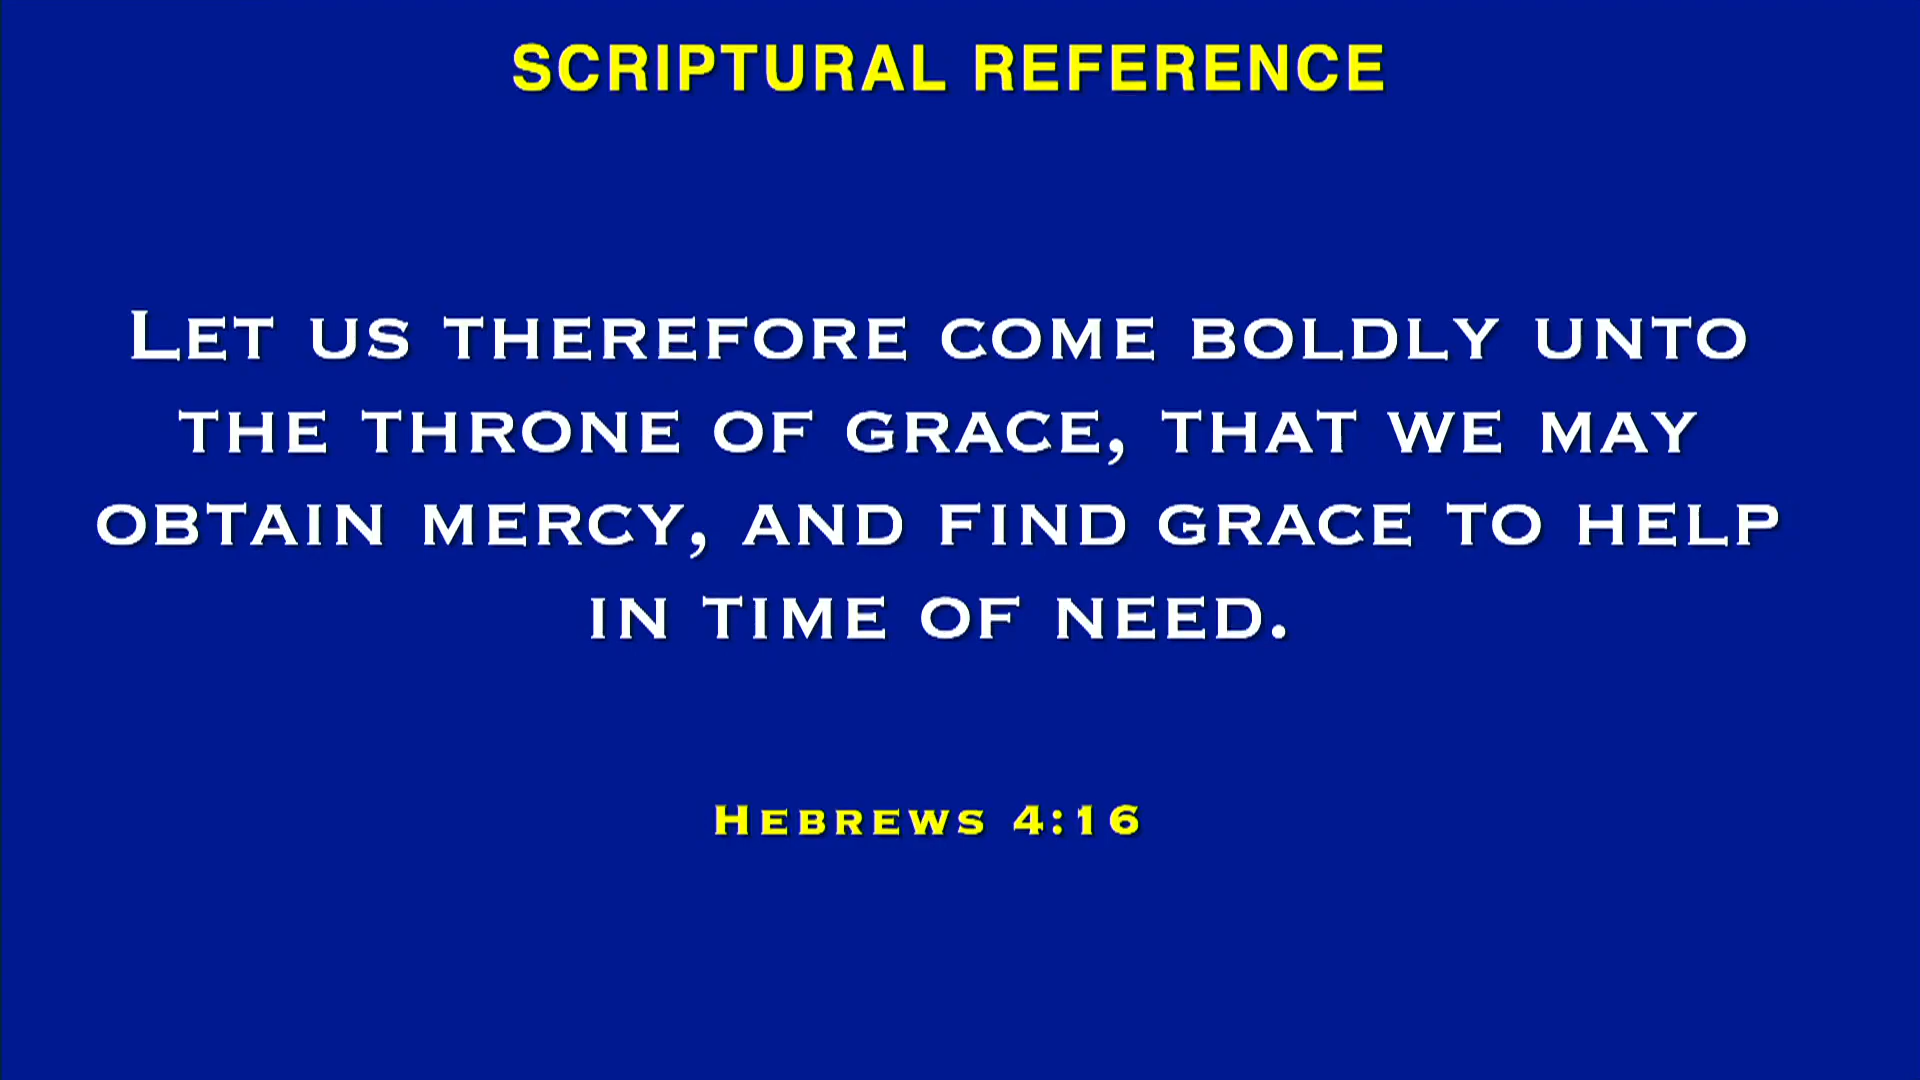 SCRIPTURAL REFERENCE
Let us therefore come boldly unto
the throne of grace, that we may
obtain mercy, and find grace to help
in time of need.
Hebrews 4:16